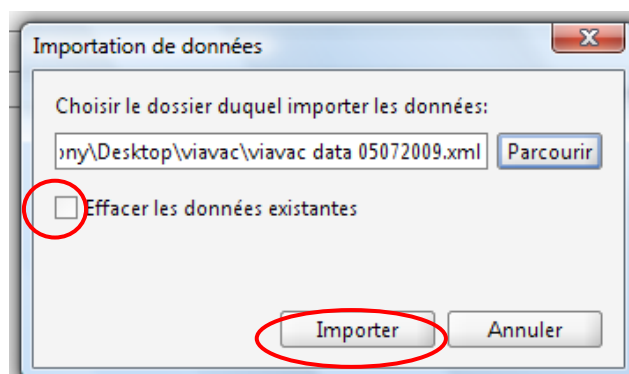 Importation de données
Choisir le dossier duquel importer les données:
ony\Desktop\viavac\viavac data 05072009.xml Parcourir
Effacer les données existantes
Importer Annuler